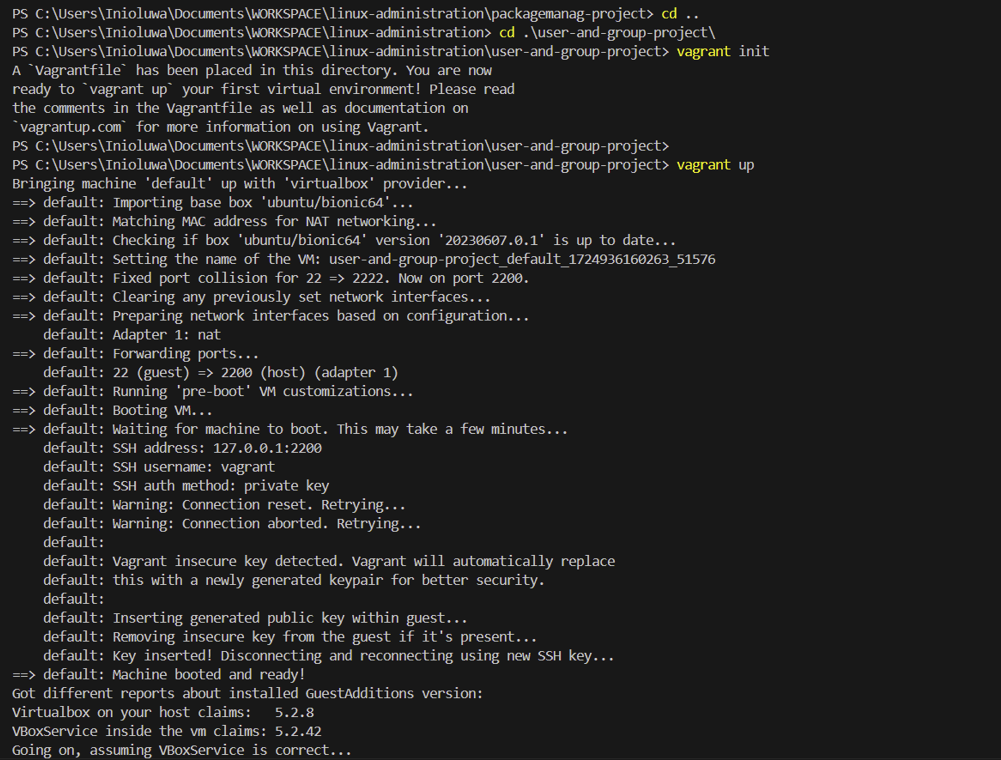 PS C:\Users\Inioluwa\Documents\WORKSPACE\linux-administration\packagemanag-project> cd ..
PS C:\Users\Inioluwa\Documents\WORKSPACE\linux-administration> cd .\user-and-group-project\
PS C:\Users\Inioluwa\Documents\WORKSPACE\linux-administration\user-and-group-project> vagrant init
A `Vagrantfile` has been placed in this directory. You are now
ready to `vagrant up` your first virtual environment! Please read
the comments in the Vagrantfile as well as documentation on
`vagrantup.com` for more information on using Vagrant.
PS C:\Users\Inioluwa\Documents\WORKSPACE\linux-administration\user-and-group-project>
PS C:\Users\Inioluwa\Documents\WORKSPACE\linux-administration\user-and-group-project> vagrant up
Bringing machine 'default' up with 'virtualbox' provider...
==> default: Importing base box 'ubuntu/bionic64'...
==> default: Matching MAC address for NAT networking...
==> default: Checking if box 'ubuntu/bionic64' version '20230607.0.1' is up to date...
==> default: Setting the name of the VM: user-and-group-project_default_1724936160263_51576
==> default: Fixed port collision for 22 => 2222. Now on port 2200.
==> default: Clearing any previously set network interfaces...
==> default: Preparing network interfaces based on configuration...
    default: Adapter 1: nat
==> default: Forwarding ports...
    default: 22 (guest) => 2200 (host) (adapter 1)
==> default: Running 'pre-boot' VM customizations...
==> default: Booting VM...
==> default: Waiting for machine to boot. This may take a few minutes...
    default: SSH address: 127.0.0.1:2200
    default: SSH username: vagrant
    default: SSH auth method: private key
    default: Warning: Connection reset. Retrying...
    default: Warning: Connection aborted. Retrying...
    default:
    default: Vagrant insecure key detected. Vagrant will automatically replace
    default: this with a newly generated keypair for better security.
    default:
    default: Inserting generated public key within guest...
    default: Removing insecure key from the guest if it's present...
    default: Key inserted! Disconnecting and reconnecting using new SSH key...
==> default: Machine booted and ready!
Got different reports about installed GuestAdditions version:
Virtualbox on your host claims:   5.2.8
VBoxService inside the vm claims: 5.2.42
Going on, assuming VBoxService is correct...